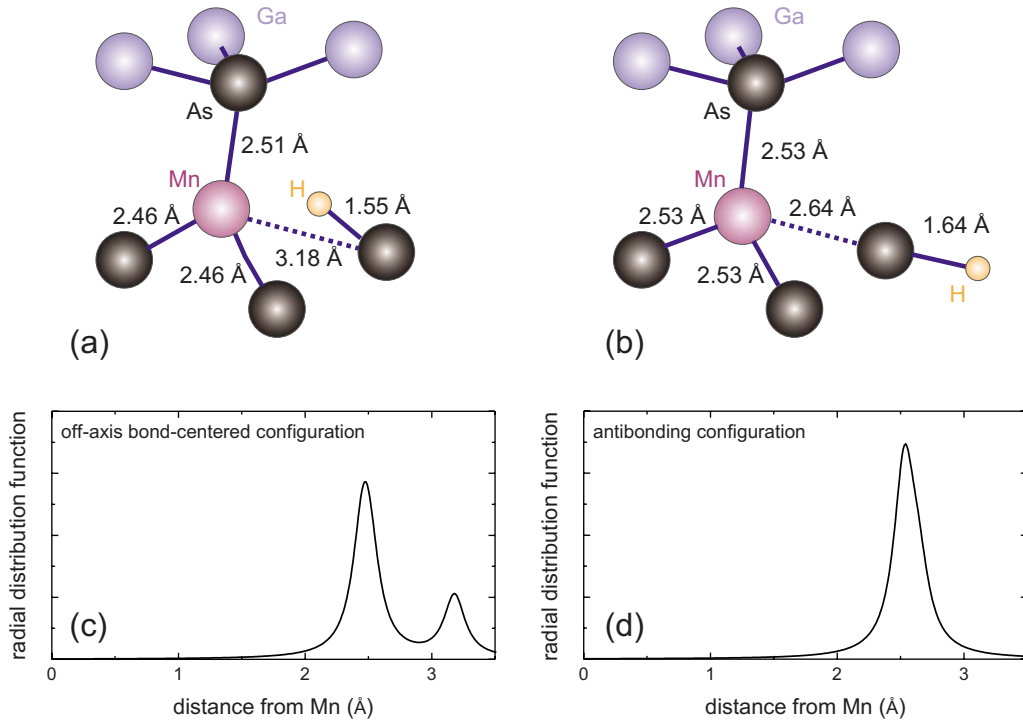 Ga
As
2.51 Å
Mn
H
2.46 Å
1.55 Å
2.46 Å
3.18 Å
(a)
Ga
As
2.53 Å
Mn
2.53 Å
2.64 Å
1.64 Å
2.53 Å
H
(b)
radial distribution function
off-axis bond-centered configuration
(c)
0
1
2
3
distance from Mn (Å)
radial distribution function
antibonding configuration
(d)
0
1
2
3
distance from Mn (Å)